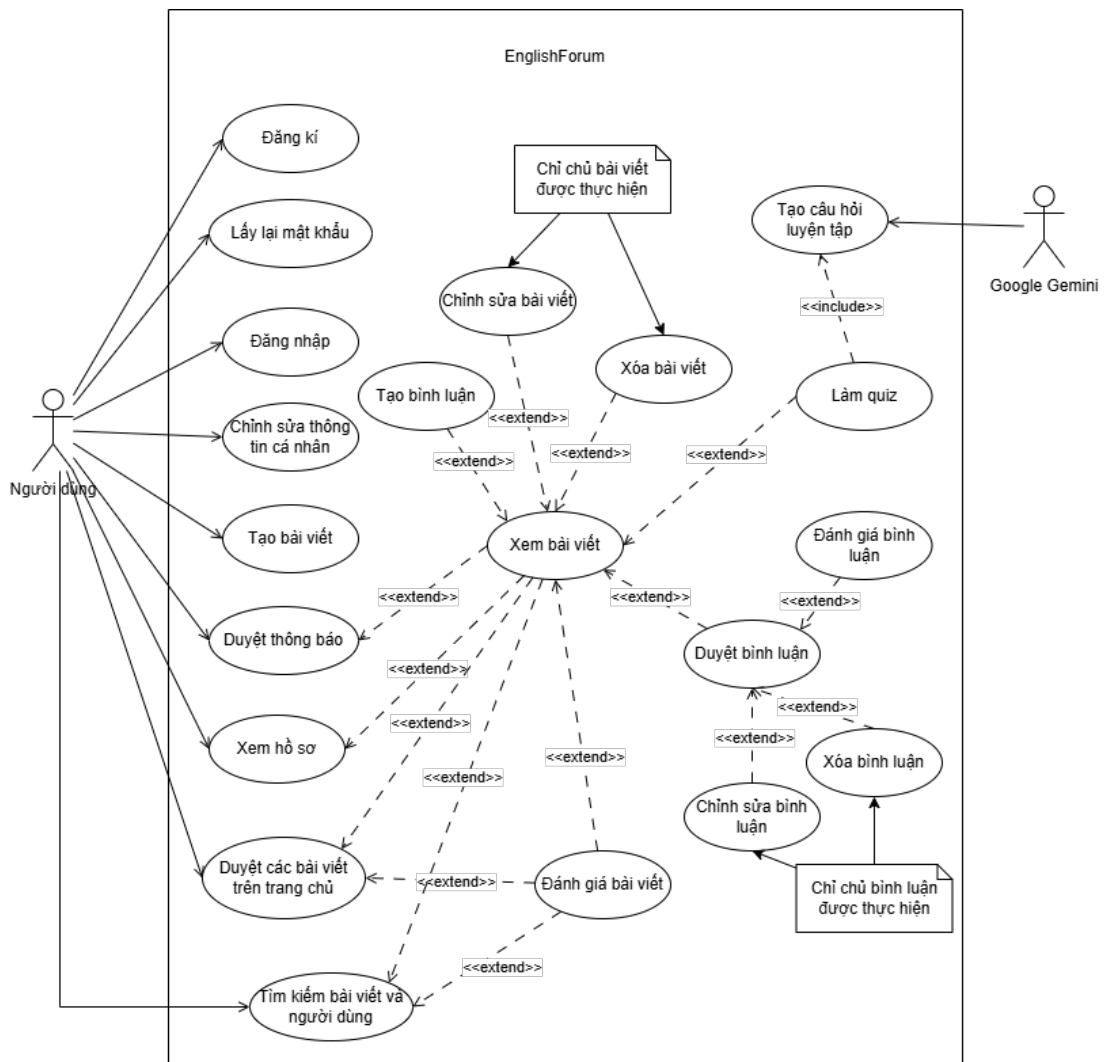 EnglishForum
Đăng kí
Chỉ chủ bài viết
được thực hiện
Tạo câu hỏi
luyện tập
Lấy lại mật khẩu
Google Gemini
Chỉnh sửa bài viết
<<include>>
Đăng nhập
Xóa bài viết
Tạo bình luận
Làm quiz
<<extend>>
Chỉnh sửa thông
tin cá nhân
<<extend>>
<<extend>>
<<extend>>
Người dùng
Tạo bài viết
Xem bài viết
Đánh giá bình
luận
<<extend>>
<<extend>>
<<extend>>
Duyệt thông báo
Duyệt bình luận
<<extend>>
<<extend>>
<<extend>>
<<extend>>
Xem hồ sơ
<<extend>>
<<extend>>
Xóa bình luận
Chỉnh sửa bình
luận
Duyệt các bài viết
trên trang chủ
<<extend>>
Đánh giá bài viết
Chỉ chủ bình luận
được thực hiện
<<extend>>
Tìm kiếm bài viết và
người dùng